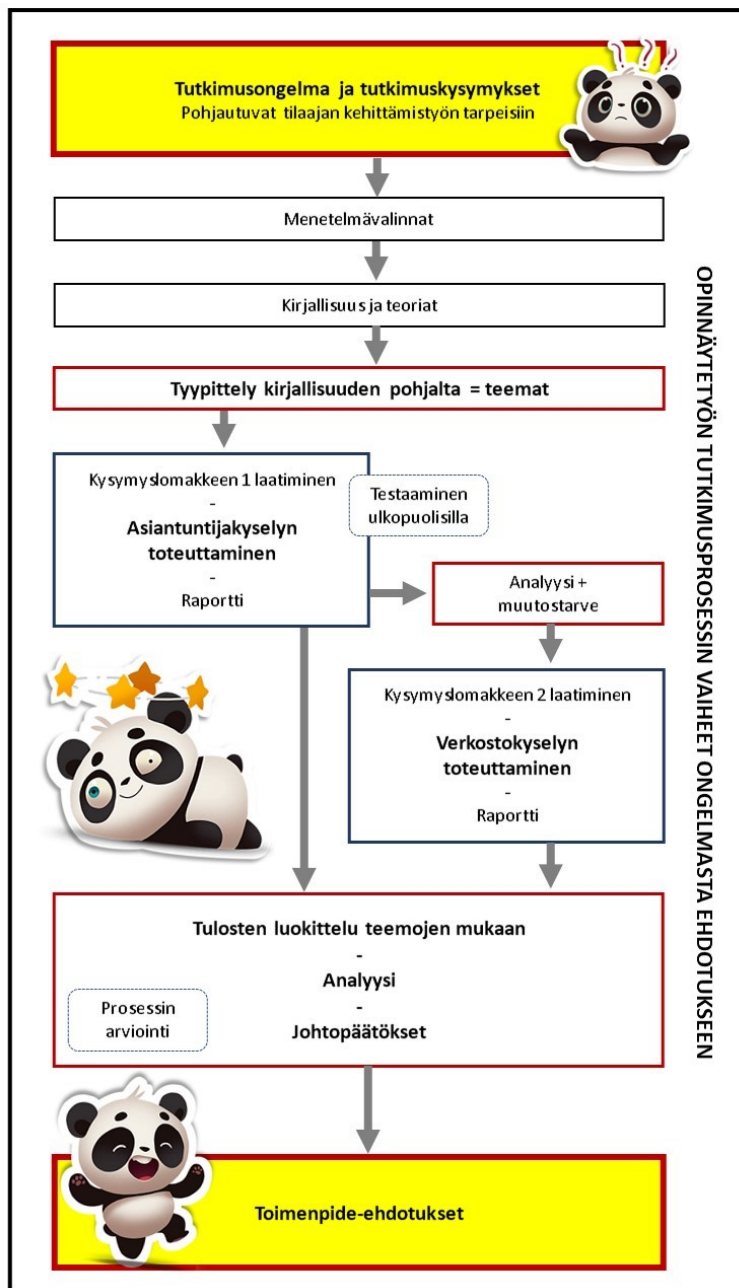 Tutkimusongelma ja tutkimuskysymykset
Pohjautuvat tilaajan kehittämistyön tarpeisiin
Menetelmävalinnat
Kirjallisuus ja teoriat
Tyypittely kirjallisuuden pohjalta = teemat
Kysymyslomakkeen 1 laatiminen
-
Asiantuntijakyselyn
toteuttaminen
-
Raportti
Testaaminen
ulkopuolisilla
Analyysi +
muutostarve
Kysymyslomakkeen 2 laatiminen
-
Verkostokyselyn
toteuttaminen
-
Raportti
Tulosten luokittelu teemojen mukaan
-
Analyysi
-
Johtopäätökset
Prosessin
arviointi
Toimenpide-ehdotukset
OPINNÄYTETYÖN TUTKIMUSPROSESSIN VAIHEET ONGELMASTA EHDOTUKSEEN